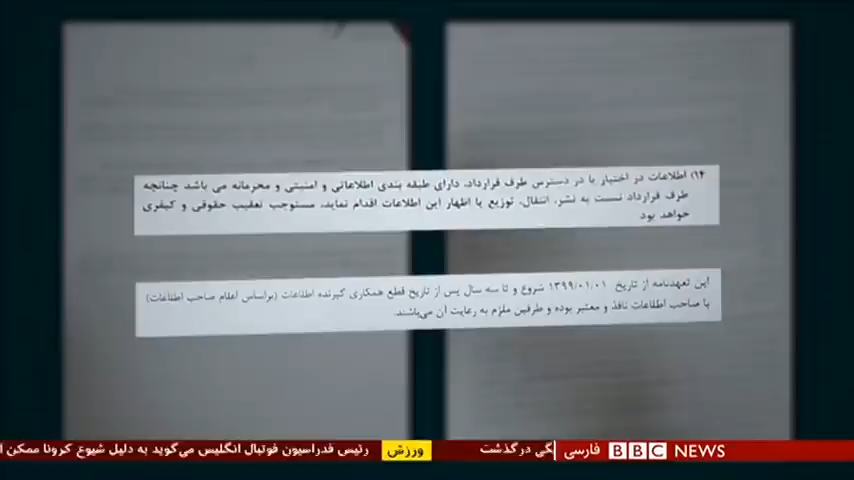 ۱۴) اطلاعات در اختیار یا در دسترس طرف قرارداد، دارای طبقه بندی اطلاعاتی و امنیتی و محرمانه می باشد چنانچه
طرف قرارداد نسبت به نشر، انتقال، توزیع یا اظهار این اطلاعات اقدام نماید، مستوجب تعقیب حقوقی و کیفری
خواهد بود
این تعهدنامه از تاریخ ۱۳۹۹/۰۱/۰۱ شروع و تا سه سال پس از تاریخ قطع همکاری گیرنده اطلاعات (براساس اعلام صاحب اطلاعات)
با صاحب اطلاعات نافذ و معتبر بوده و طرفین ملزم به رعایت آن می‌باشند.
BBC NEWS فارسی
گی درگذشت
ورزش
رئیس فدراسیون فوتبال انگلیس می‌گوید به دلیل شیوع کرونا ممکن ا